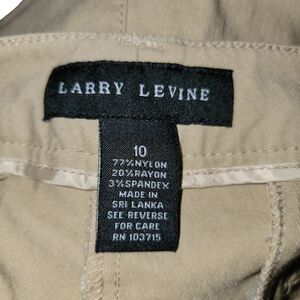 LARRY LEVINE
10
77%NYLON
20%RAYON
3%SPANDEX
MADE IN
SRI LANKA
SEE REVERSE
FOR CARE
RN 103715